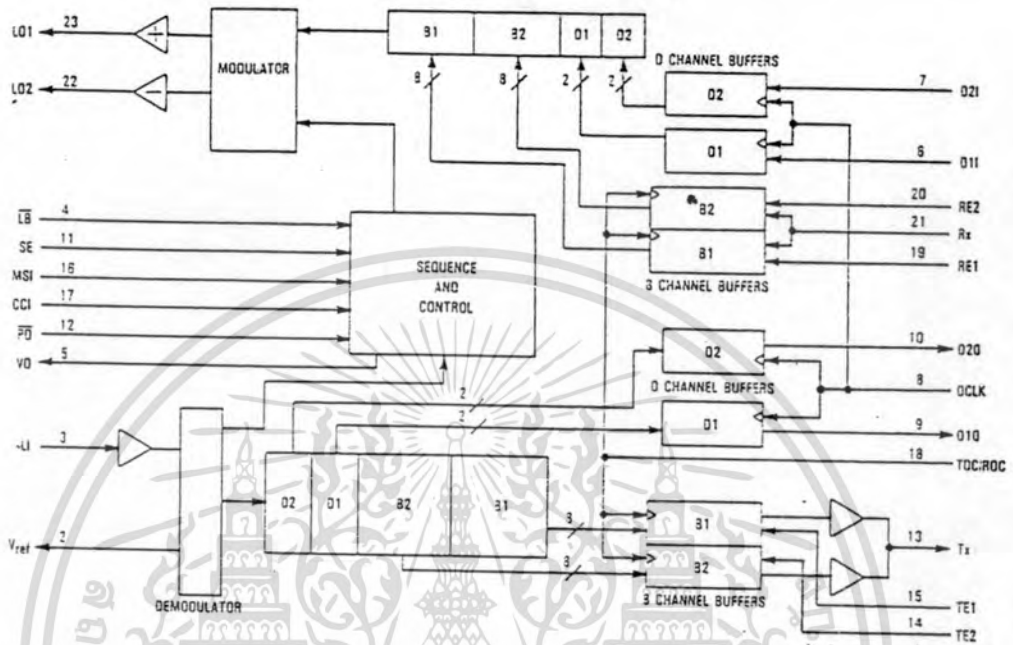 LO1 23
LO2 22
MODULATOR
B1 B2 D1 D2
8 8 2 2
D CHANNEL BUFFERS
D2
7 D2I
D1
6 D1I
B2
20 RE2
21 Rx
B1
19 RE1
B CHANNEL BUFFERS
LB 4
SE 11
MSI 16
CCI 17
PD 12
VD 5
SEQUENCE
AND
CONTROL
D2
10 D2O
D CHANNEL BUFFERS
8 DCLK
D1
9 D1O
18 TDC/RDC
2
2
LI 3
Vref 2
DEMODULATOR
D2 D1 B2 B1
8
8
B1
B2
B CHANNEL BUFFERS
13 Tx
15 TE1
14 TE2